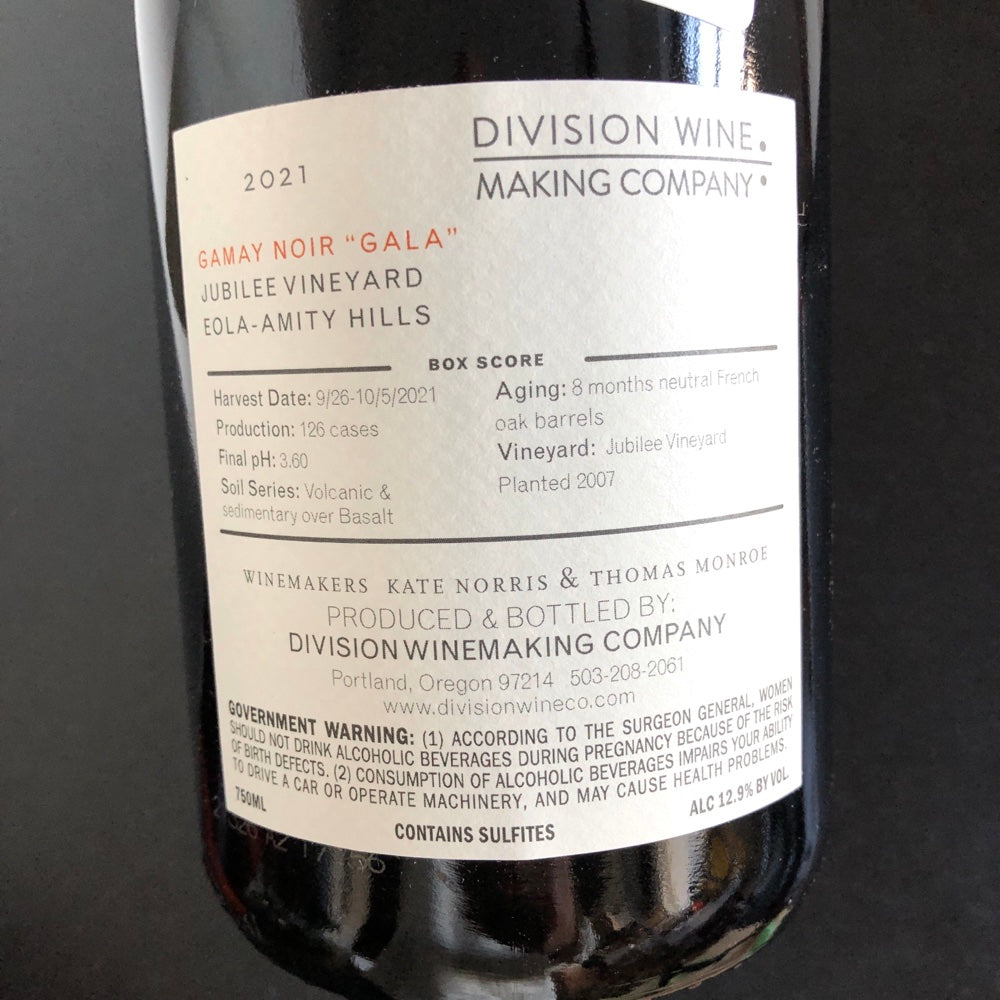 2021
DIVISION WINE
MAKING COMPANY
GAMAY NOIR “GALA”
JUBILEE VINEYARD
EOLA-AMITY HILLS
BOX SCORE
Harvest Date: 9/26-10/5/2021
Production: 126 cases
Final pH: 3.60
Soil Series: Volcanic &
sedimentary over Basalt
Aging: 8 months neutral French
oak barrels
Vineyard: Jubilee Vineyard
Planted 2007
WINEMAKERS KATE NORRIS & THOMAS MONROE
PRODUCED & BOTTLED BY:
DIVISION WINEMAKING COMPANY
Portland, Oregon 97214 503-208-2061
www.divisionwineco.com
GOVERNMENT WARNING: (1) ACCORDING TO THE SURGEON GENERAL, WOMEN
SHOULD NOT DRINK ALCOHOLIC BEVERAGES DURING PREGNANCY BECAUSE OF THE RISK
OF BIRTH DEFECTS. (2) CONSUMPTION OF ALCOHOLIC BEVERAGES IMPAIRS YOUR ABILITY
TO DRIVE A CAR OR OPERATE MACHINERY, AND MAY CAUSE HEALTH PROBLEMS.
750ML
ALC 12.9% BY VOL.
CONTAINS SULFITES